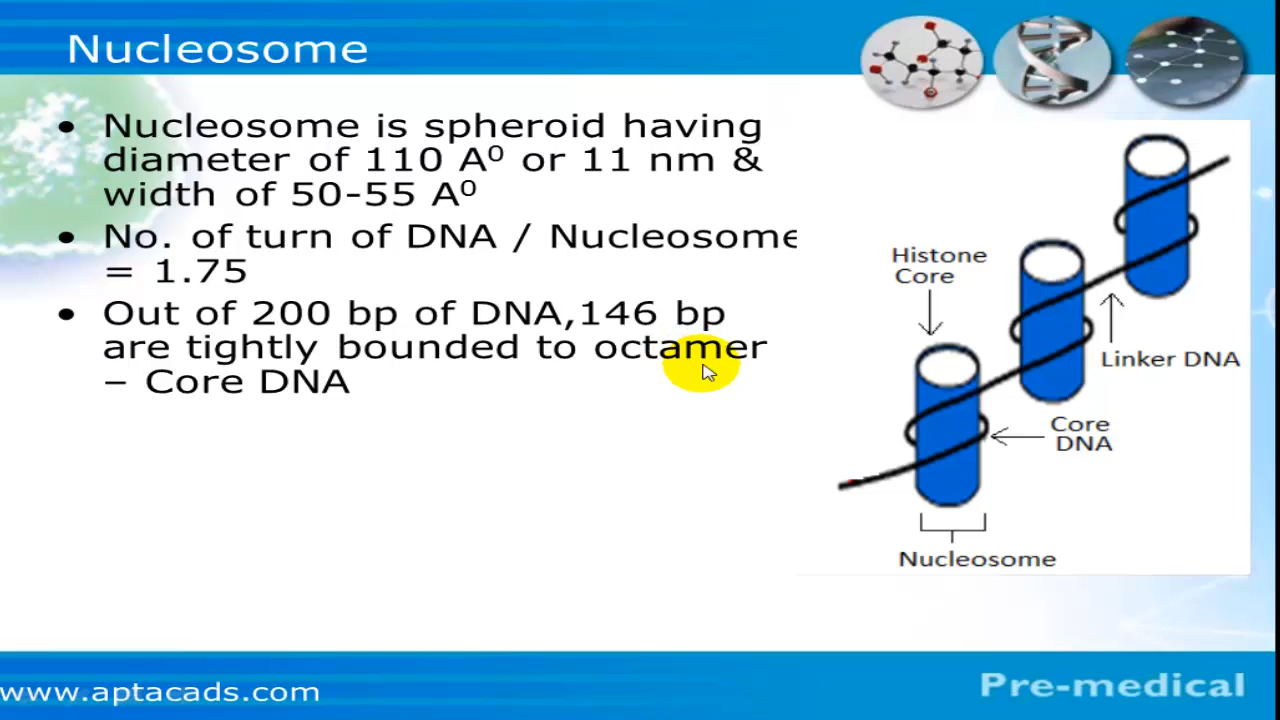 Nucleosome
• Nucleosome is spheroid having
diameter of 110 A⁰ or 11 nm &
width of 50-55 A⁰
• No. of turn of DNA / Nucleosome
= 1.75
• Out of 200 bp of DNA,146 bp
are tightly bounded to octamer
– Core DNA
Histone
Core
Linker DNA
Core
DNA
Nucleosome
www.aptacads.com
Pre-medical